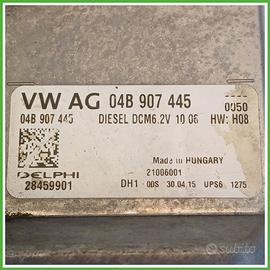 VW AG 04B 907 445
0050
04B 907 445 DIESEL DCM6.2V 10 06 HW: H08
Made in HUNGARY
DELPHI 21006001
28459901 DH1 ODS 30.04.15 UPS6 1275
subito